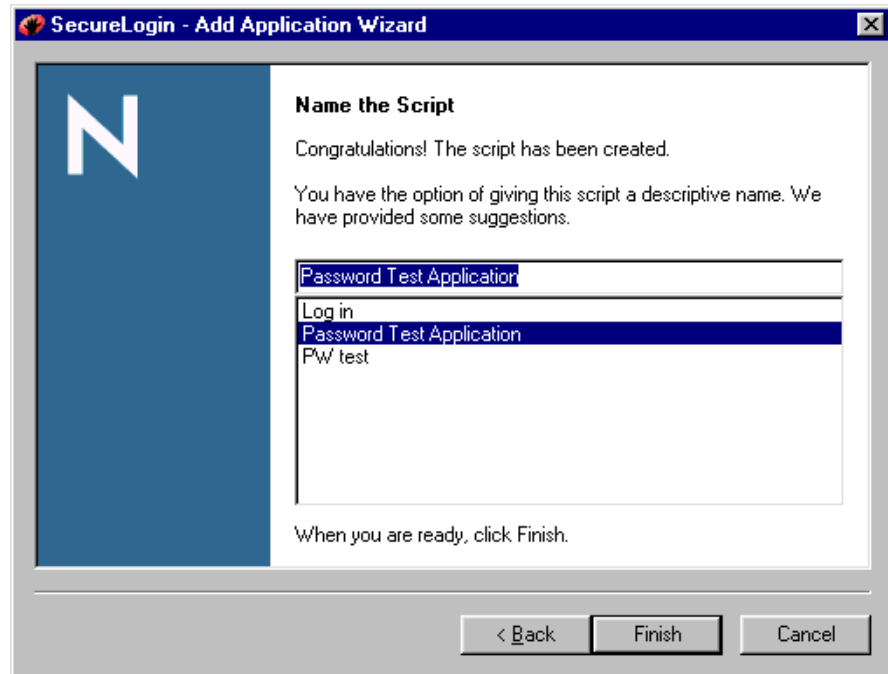 SecureLogin - Add Application Wizard
N
Name the Script
Congratulations! The script has been created.
You have the option of giving this script a descriptive name. We
have provided some suggestions.
Password Test Application
Log in
Password Test Application
PW test
When you are ready, click Finish.
< Back Finish Cancel